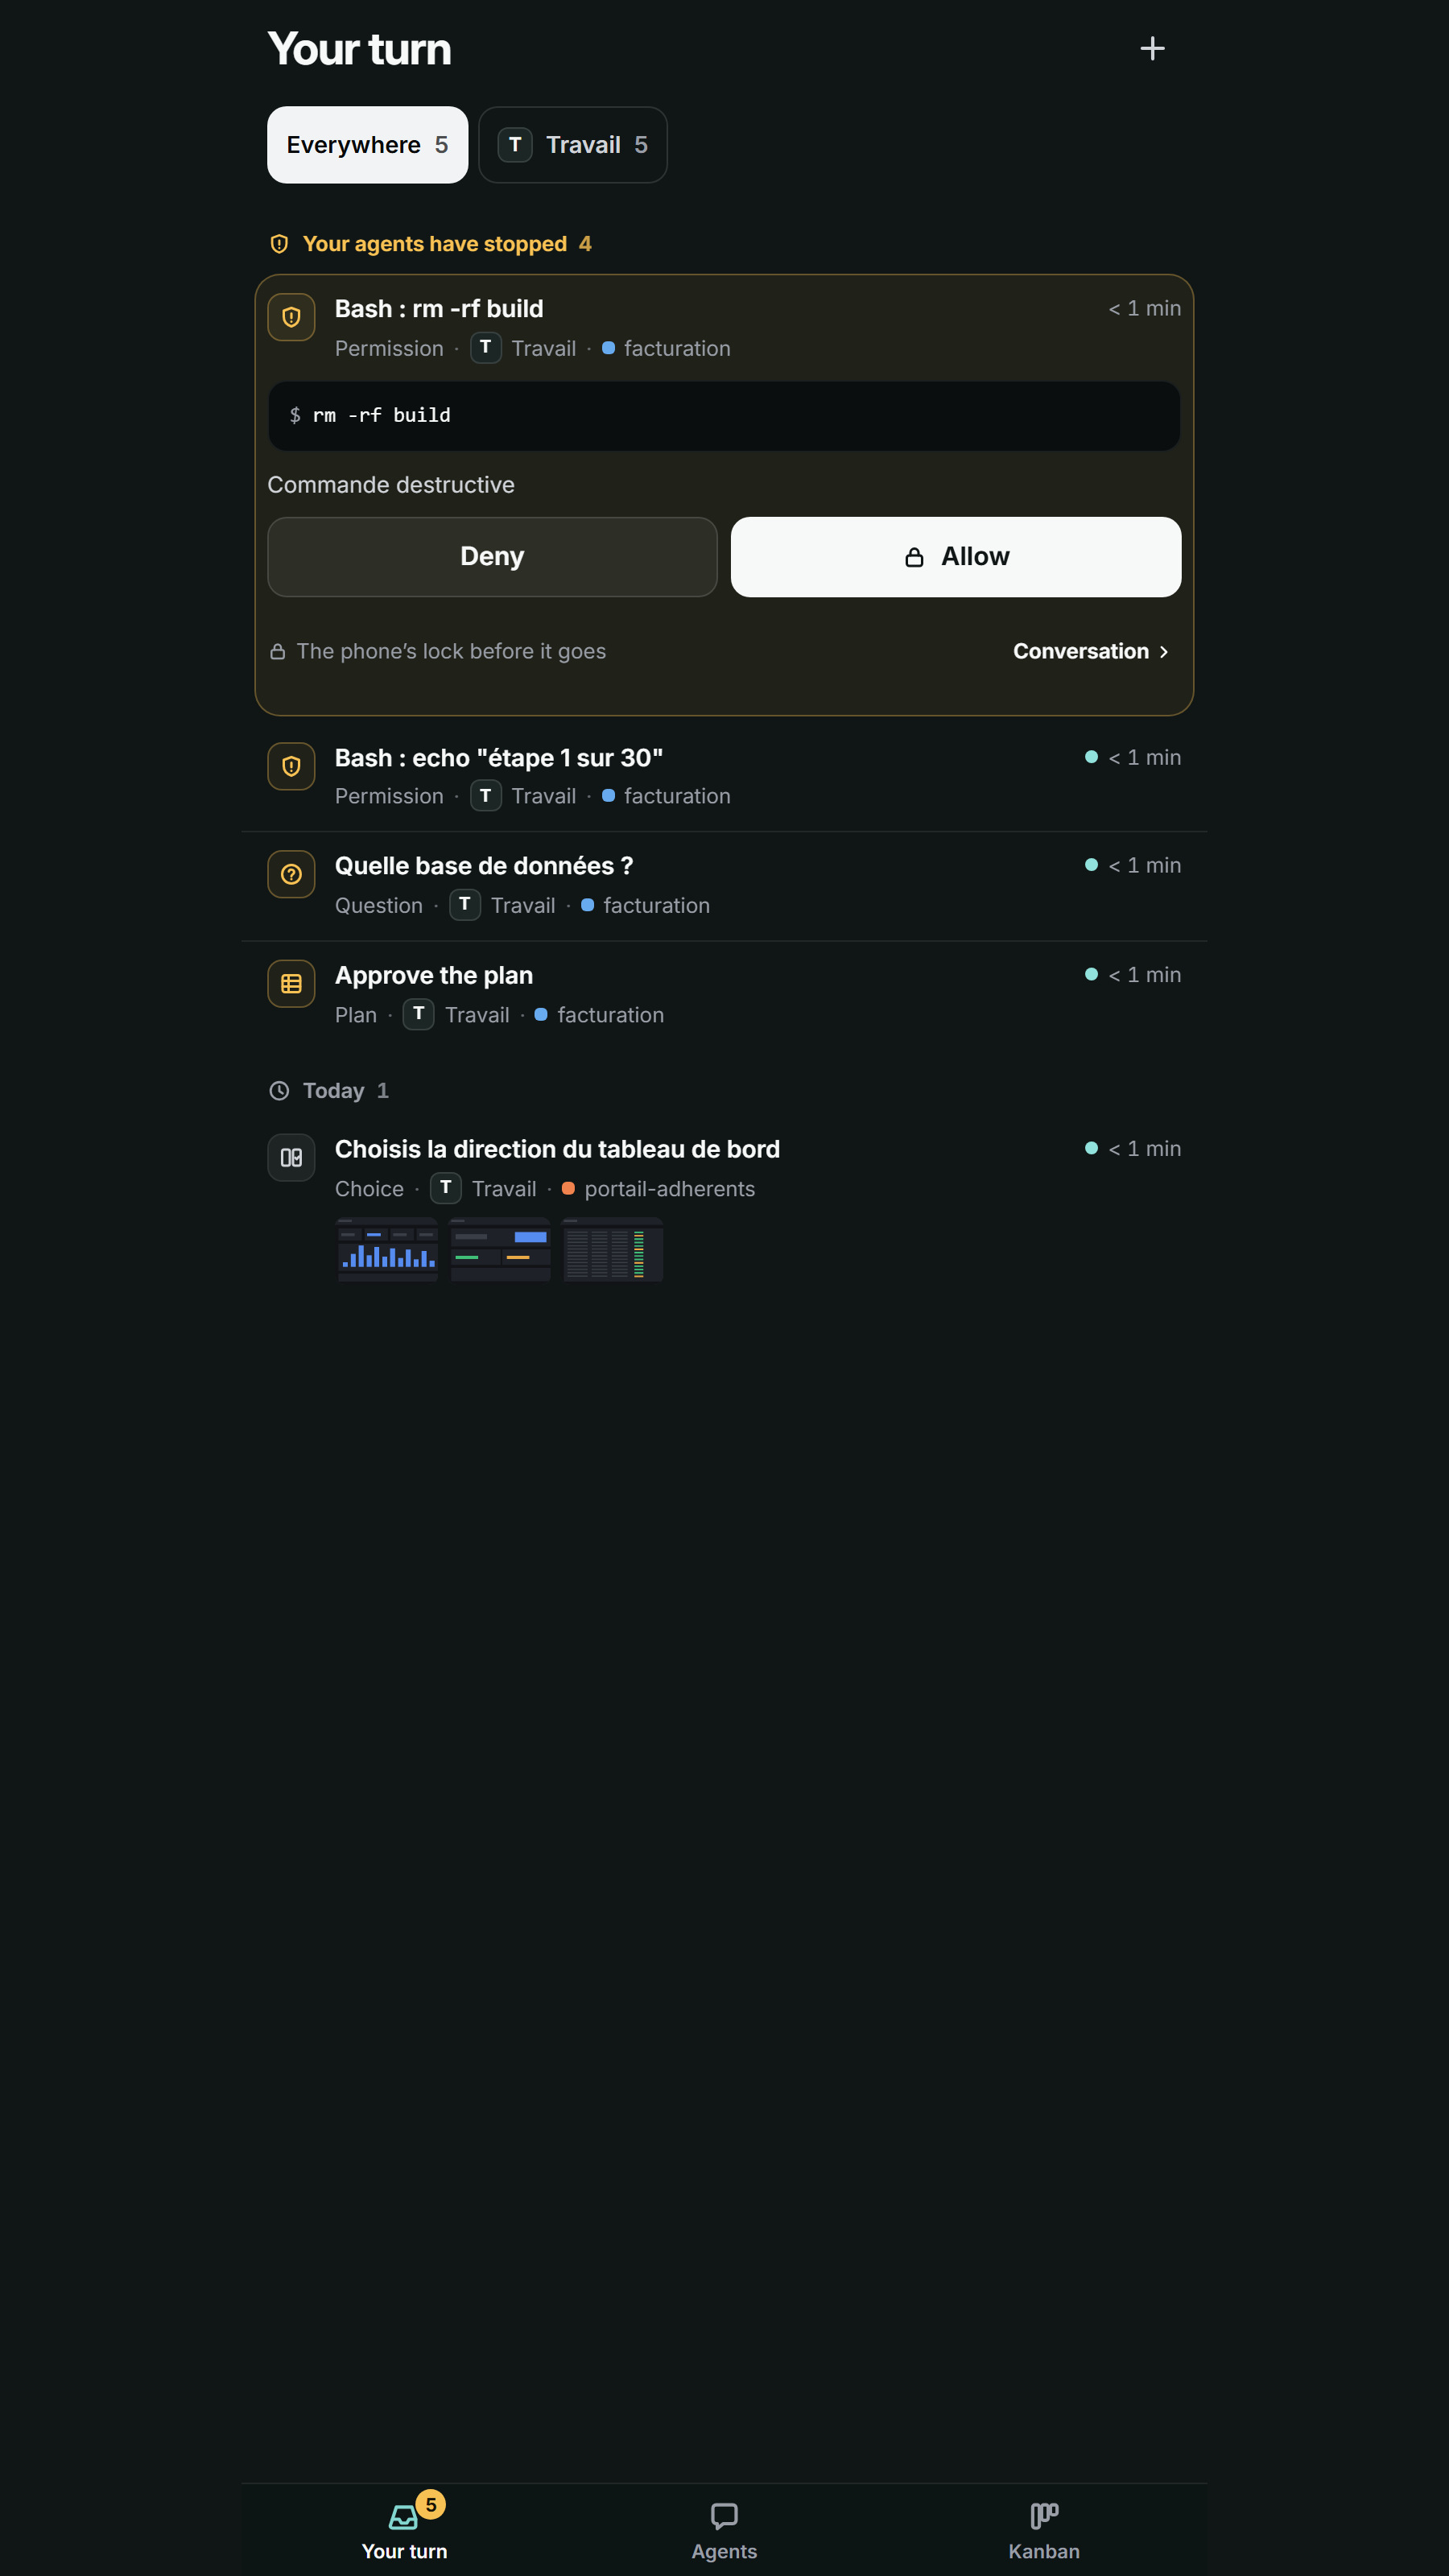 Your turn
Everywhere 5
T Travail 5
Your agents have stopped 4
Bash : rm -rf build
< 1 min
Permission · T Travail · facturation
$ rm -rf build
Commande destructive
Deny
Allow
The phone’s lock before it goes
Conversation
Bash : echo "étape 1 sur 30"
< 1 min
Permission · T Travail · facturation
Quelle base de données ?
< 1 min
Question · T Travail · facturation
Approve the plan
< 1 min
Plan · T Travail · facturation
Today 1
Choisis la direction du tableau de bord
< 1 min
Choice · T Travail · portail-adherents
5
Your turn
Agents
Kanban